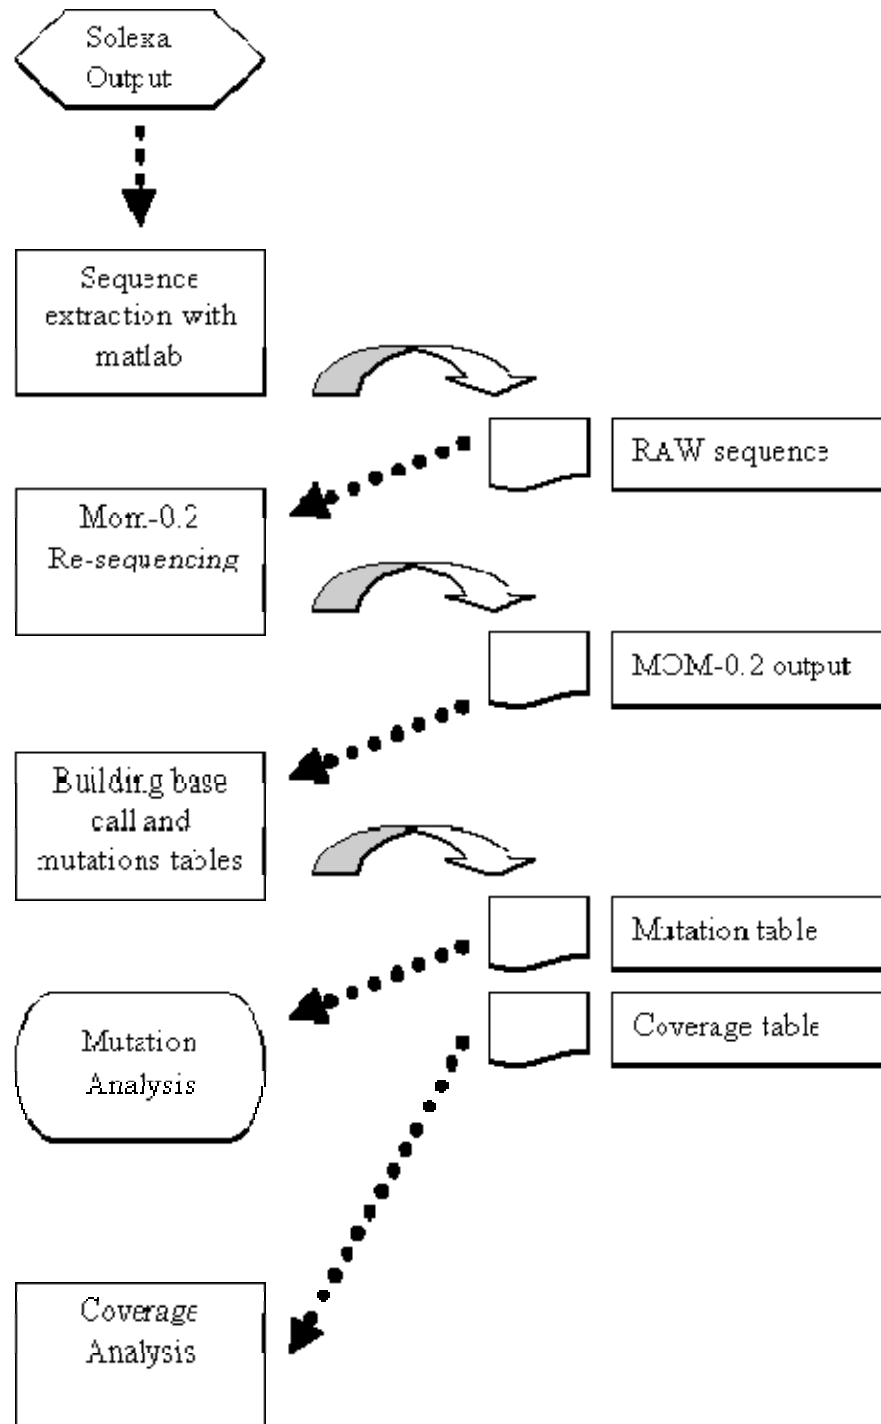 Solexa
Output
Sequence
extraction with
matlab
RAW sequence
Mom-0.2
Re-sequencing
MOM-0.2 output
Building base
call and
mutations tables
Mutation table
Coverage table
Mutation
Analysis
Coverage
Analysis